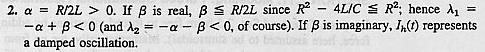 2. α = R/2L > 0. If β is real, β ≦ R/2L since R² − 4L/C ≦ R²; hence λ₁ =
−α + β < 0 (and λ₂ = −α − β < 0, of course). If β is imaginary, Iₕ(t) represents
a damped oscillation.